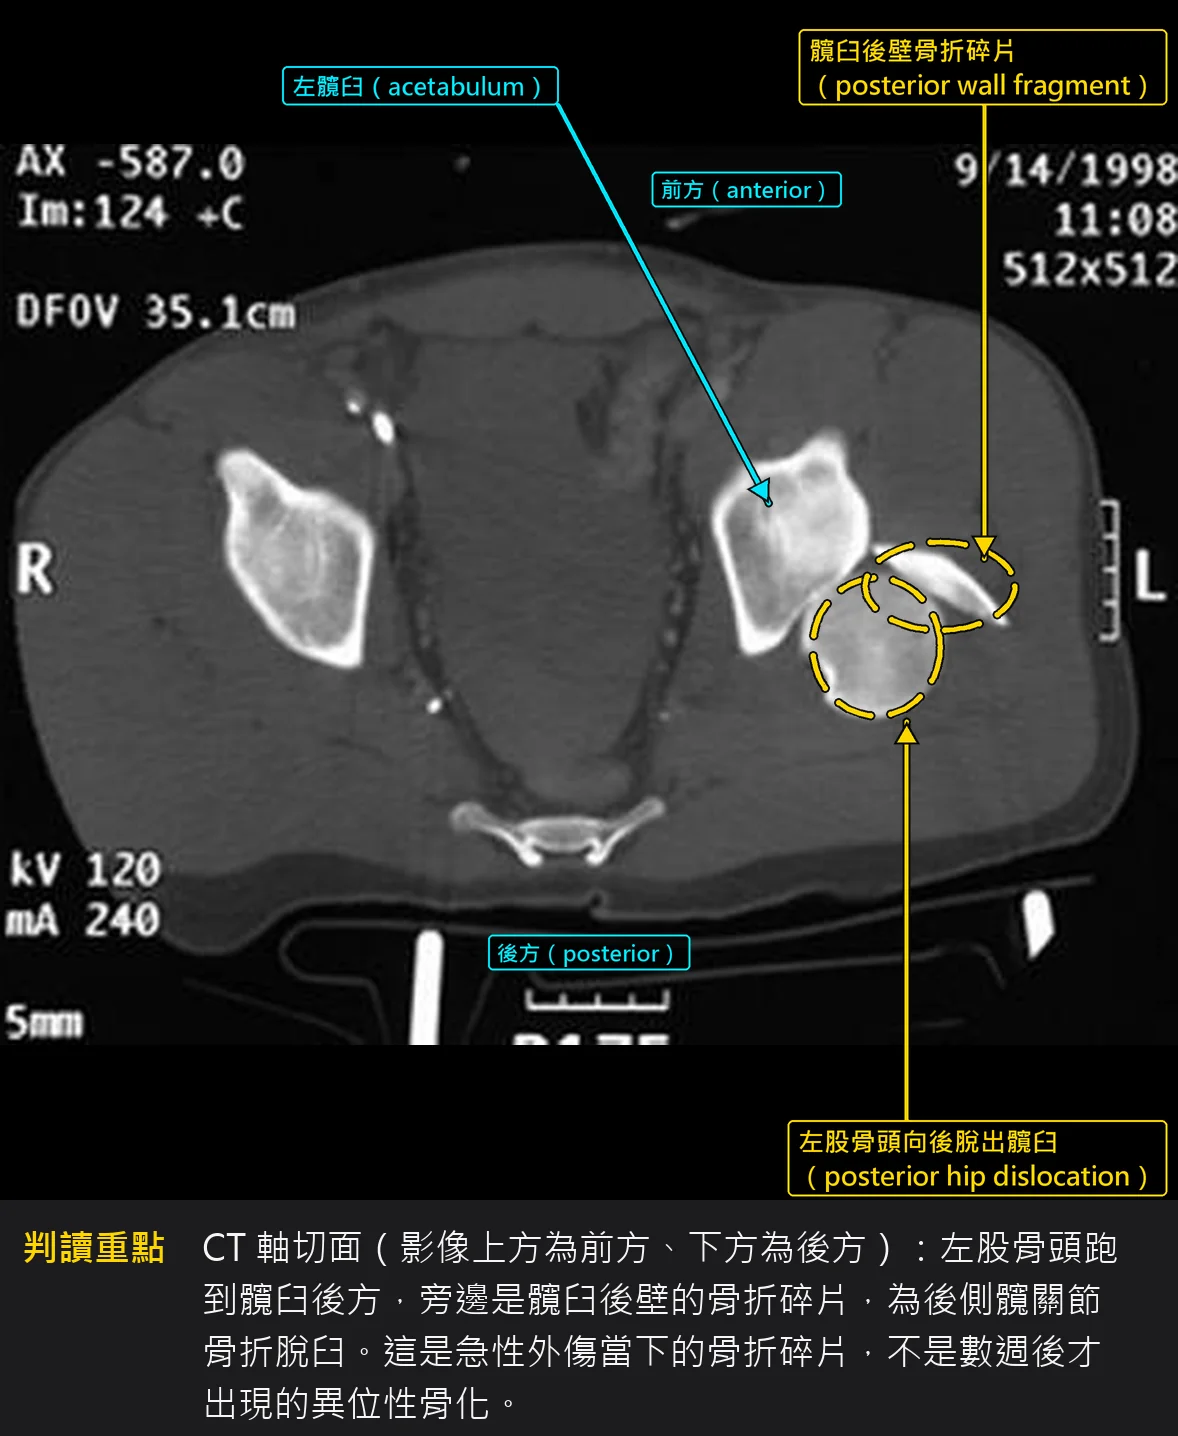 髖臼後壁骨折碎片
（posterior wall fragment）
左髖臼（acetabulum）
AX -587.0
Im:124 +C
DFOV 35.1cm
前方（anterior）
9/14/1998
11:08
512x512
R
L
kV 120
mA 240
5mm
後方（posterior）
左股骨頭向後脫出髖臼
（posterior hip dislocation）
判讀重點
CT 軸切面（影像上方為前方、下方為後方）：左股骨頭跑
到髖臼後方，旁邊是髖臼後壁的骨折碎片，為後側髖關節
骨折脫臼。這是急性外傷當下的骨折碎片，不是數週後才
出現的異位性骨化。